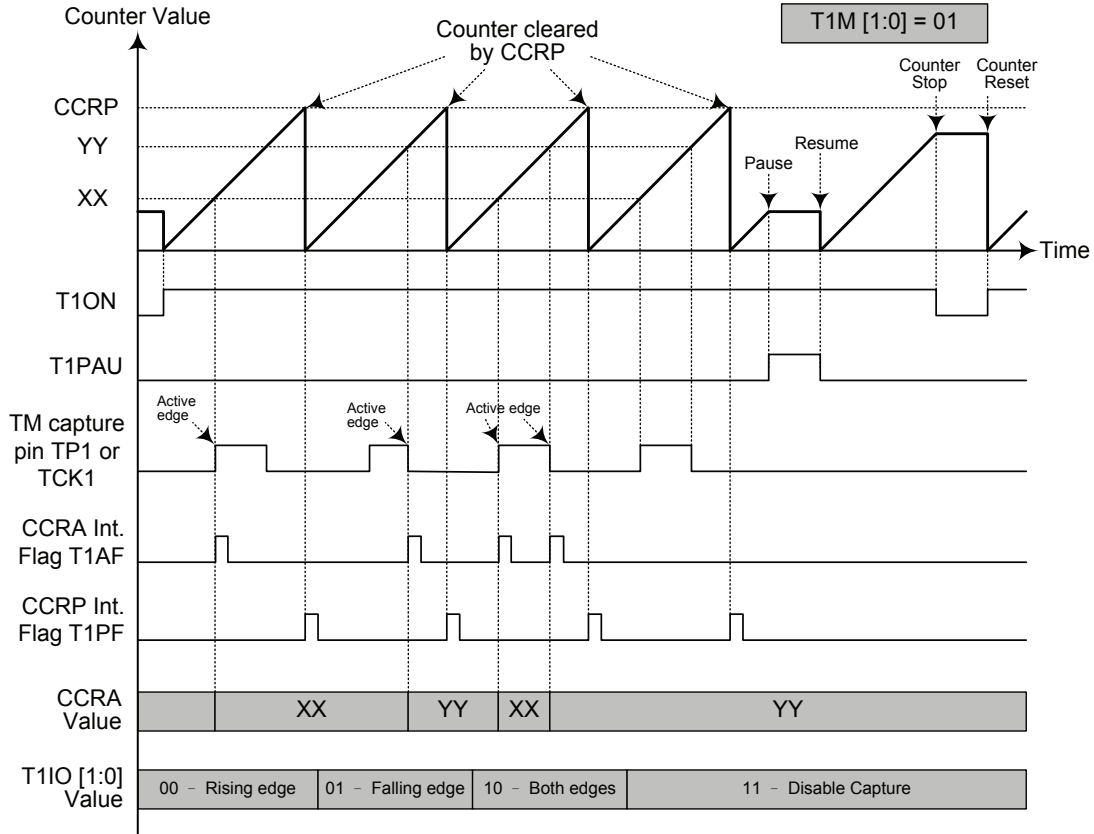 Counter Value
T1M [1:0] = 01
Counter cleared
by CCRP
Counter
Stop
Counter
Reset
CCRP
YY
XX
Pause
Resume
Time
T1ON
T1PAU
TM capture
pin TP1 or
TCK1
Active
edge
Active
edge
Active edge
CCRA Int.
Flag T1AF
CCRP Int.
Flag T1PF
CCRA
Value
XX
YY
XX
YY
T1IO [1:0]
Value
00 – Rising edge
01 – Falling edge
10 – Both edges
11 – Disable Capture